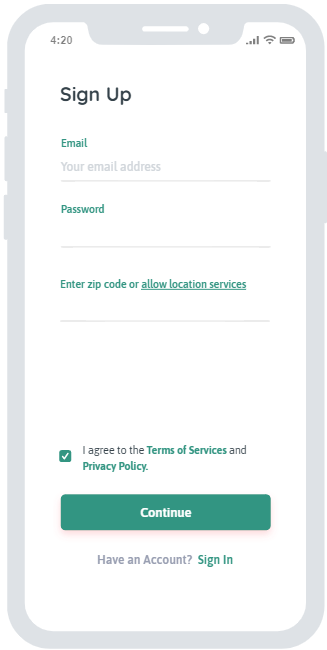 4:20
Sign Up
Email
Your email address
Password
Enter zip code or allow location services
I agree to the Terms of Services and
Privacy Policy.
Continue
Have an Account? Sign In